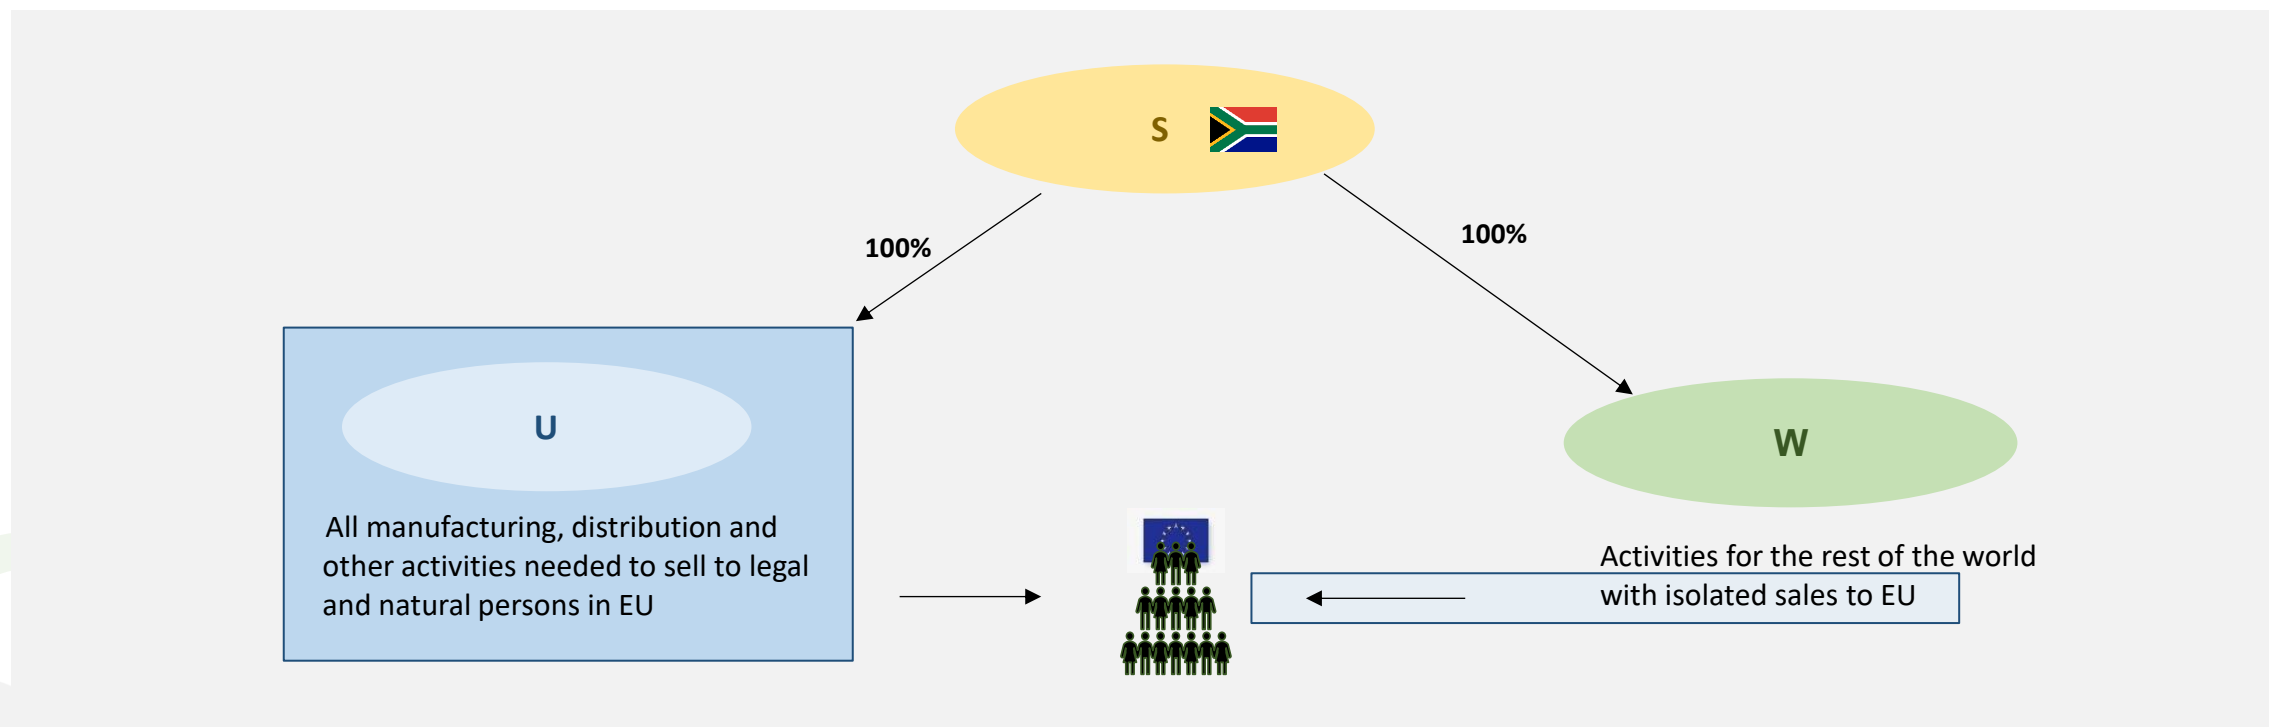 S
100%
100%
U
W
All manufacturing, distribution and
other activities needed to sell to legal
and natural persons in EU
Activities for the rest of the world
with isolated sales to EU